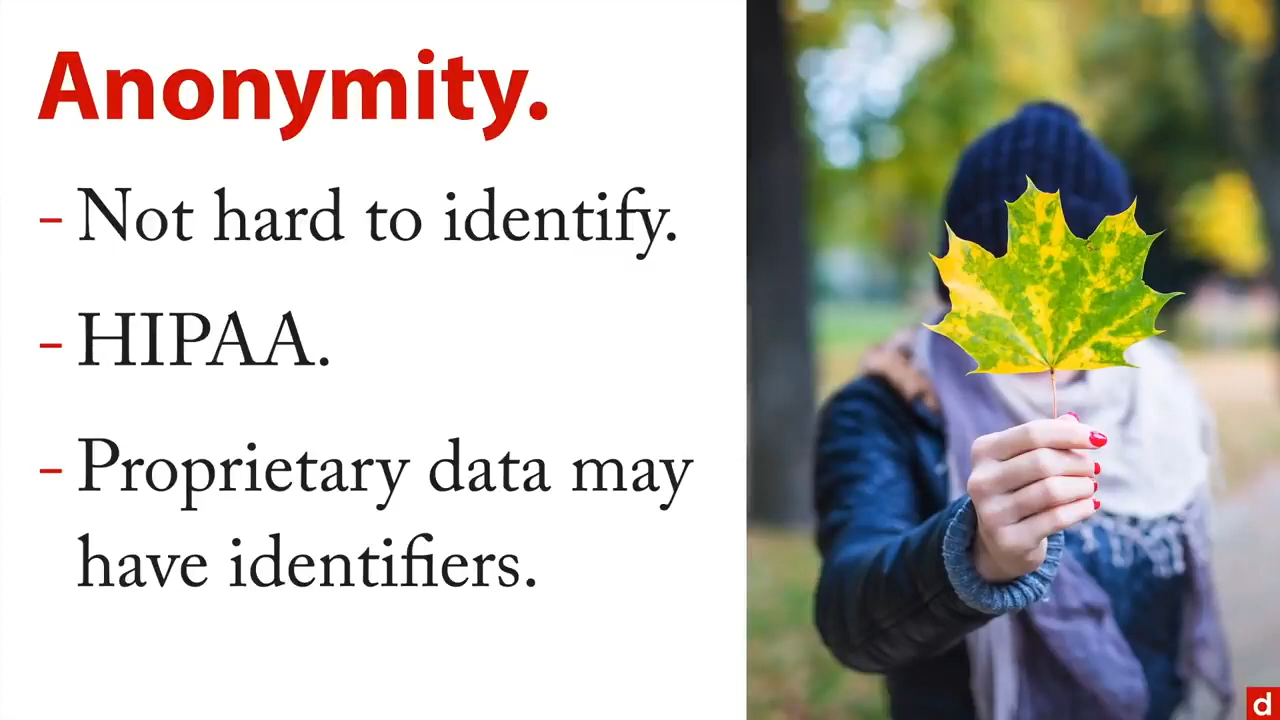 Anonymity.
- Not hard to identify.
- HIPAA.
- Proprietary data may
have identifiers.
d